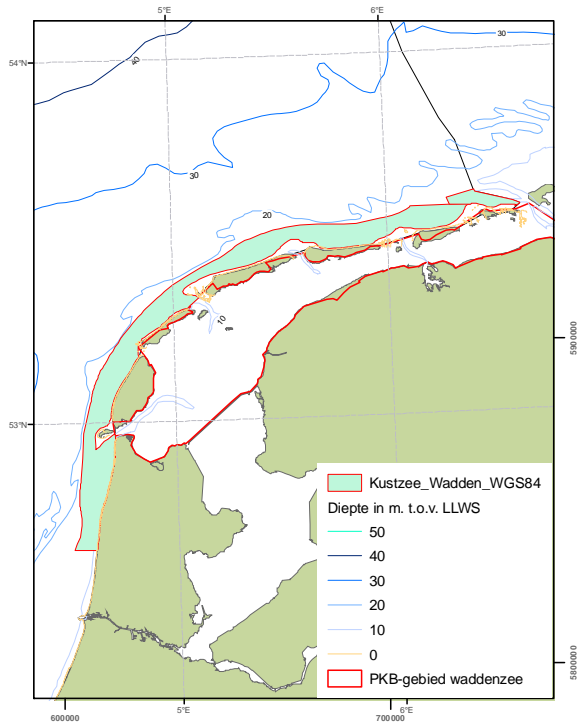 5°E
6°E
30
54°N
40
30
20
10
5900000
53°N
Kustzee_Wadden_WGS84
Diepte in m. t.o.v. LLWS
50
40
30
20
10
0
PKB-gebied waddenzee
5800000
600000
5°E
700000
6°E